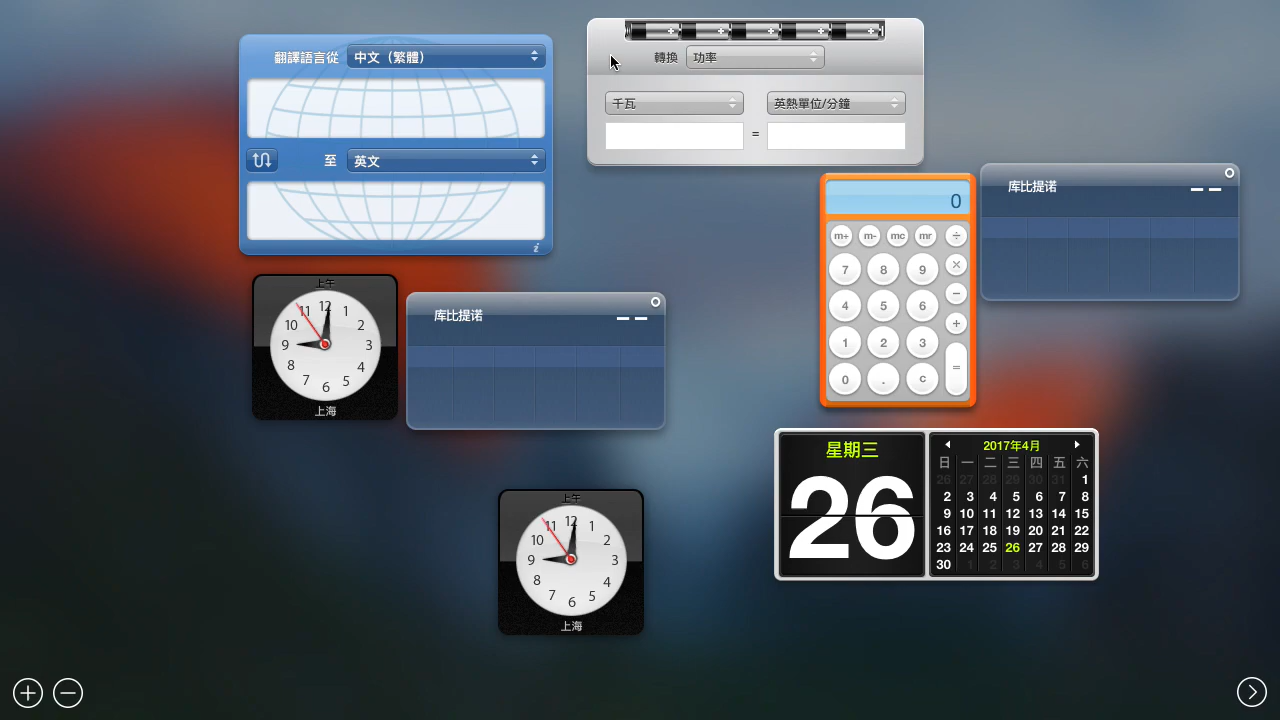 翻譯語言從 中文（繁體）
至 英文
i
轉換 功率
千瓦 英熱單位/分鐘
=
0
m+ m- mc mr ÷
7 8 9 ×
4 5 6 −
1 2 3 +
0 . c =
库比提诺
上午
12 1 2 3 4 5 6 7 8 9 10 11
上海
库比提诺
上午
12 1 2 3 4 5 6 7 8 9 10 11
上海
星期三
26
2017年4月
日 一 二 三 四 五 六
26 27 28 29 30 31 1
2 3 4 5 6 7 8
9 10 11 12 13 14 15
16 17 18 19 20 21 22
23 24 25 26 27 28 29
30 1 2 3 4 5 6